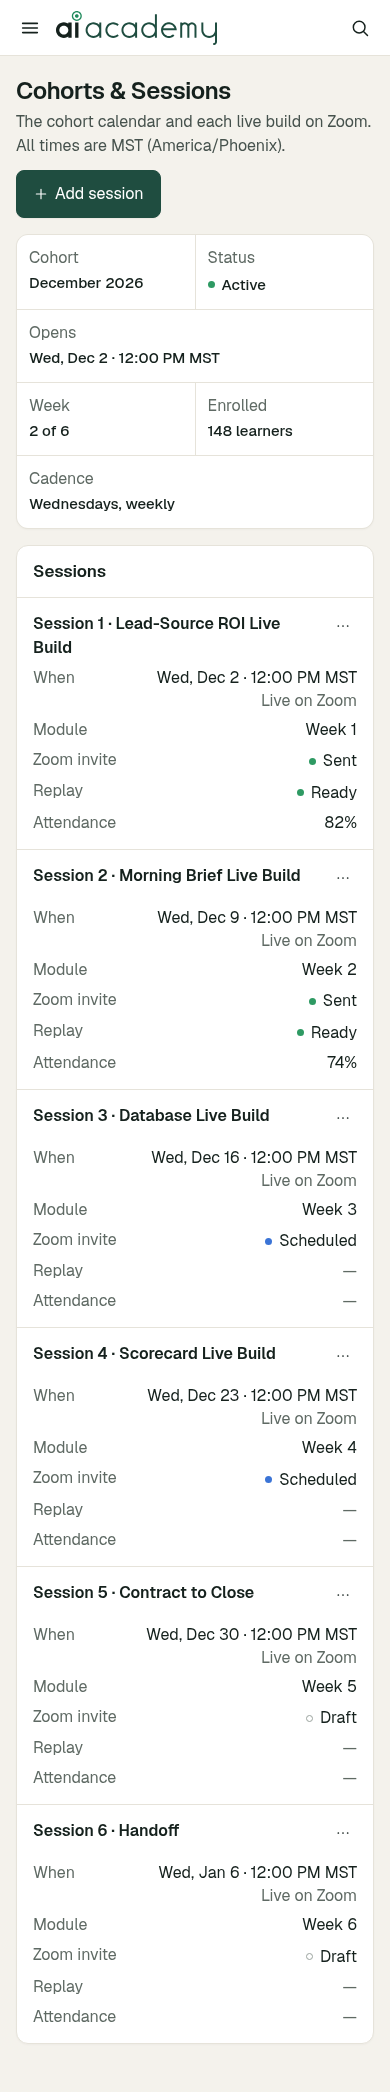 ai academy
Cohorts & Sessions
The cohort calendar and each live build on Zoom.
All times are MST (America/Phoenix).
+ Add session
Cohort
December 2026
Status
Active
Opens
Wed, Dec 2 · 12:00 PM MST
Week
2 of 6
Enrolled
148 learners
Cadence
Wednesdays, weekly
Sessions
Session 1 · Lead-Source ROI Live ...
Build
When Wed, Dec 2 · 12:00 PM MST
Live on Zoom
Module Week 1
Zoom invite Sent
Replay Ready
Attendance 82%
Session 2 · Morning Brief Live Build ...
When Wed, Dec 9 · 12:00 PM MST
Live on Zoom
Module Week 2
Zoom invite Sent
Replay Ready
Attendance 74%
Session 3 · Database Live Build ...
When Wed, Dec 16 · 12:00 PM MST
Live on Zoom
Module Week 3
Zoom invite Scheduled
Replay —
Attendance —
Session 4 · Scorecard Live Build ...
When Wed, Dec 23 · 12:00 PM MST
Live on Zoom
Module Week 4
Zoom invite Scheduled
Replay —
Attendance —
Session 5 · Contract to Close ...
When Wed, Dec 30 · 12:00 PM MST
Live on Zoom
Module Week 5
Zoom invite Draft
Replay —
Attendance —
Session 6 · Handoff ...
When Wed, Jan 6 · 12:00 PM MST
Live on Zoom
Module Week 6
Zoom invite Draft
Replay —
Attendance —